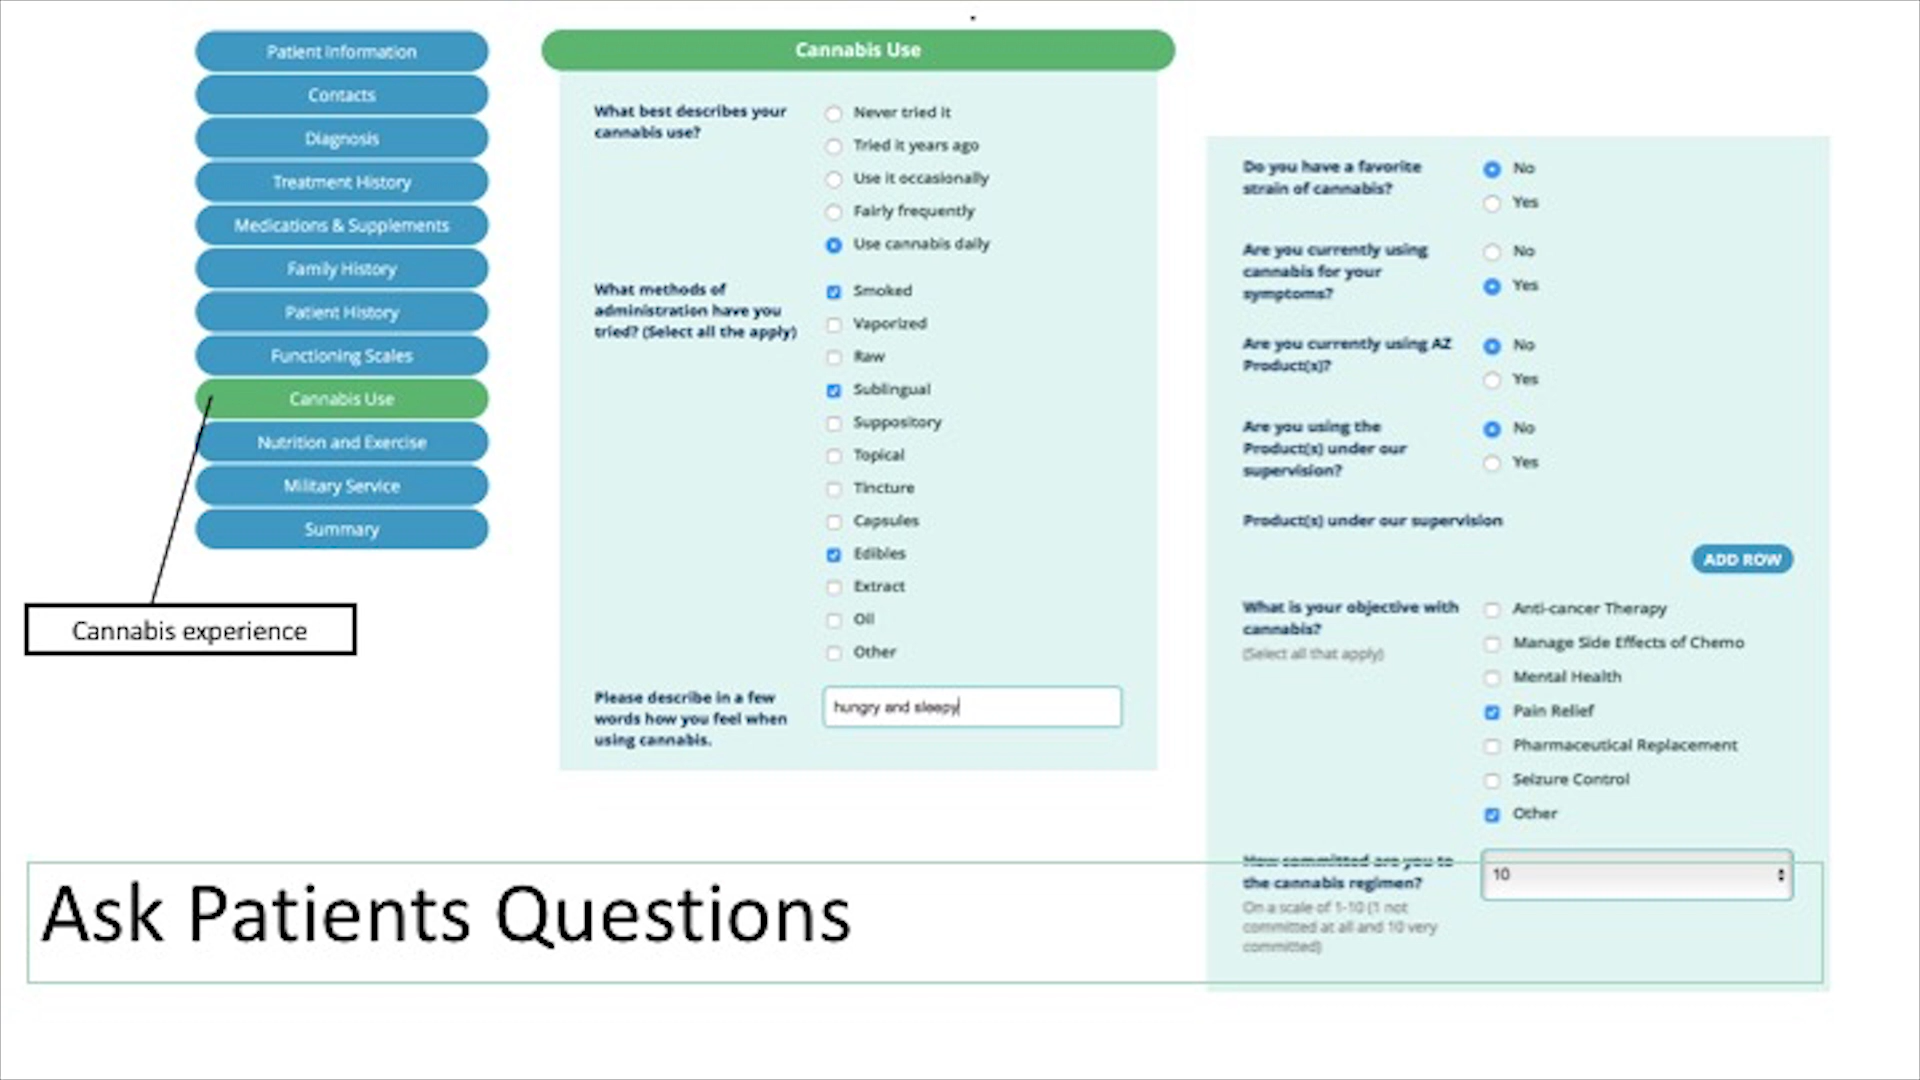 Patient Information
Contacts
Diagnosis
Treatment History
Medications & Supplements
Family History
Patient History
Functioning Scales
Cannabis Use
Nutrition and Exercise
Military Service
Summary
Cannabis experience
Cannabis Use
What best describes your
cannabis use?
Never tried it
Tried it years ago
Use it occasionally
Fairly frequently
Use cannabis daily
What methods of
administration have you
tried? (Select all the apply)
Smoked
Vaporized
Raw
Sublingual
Suppository
Topical
Tincture
Capsules
Edibles
Extract
Oil
Other
Please describe in a few
words how you feel when
using cannabis.
hungry and sleepy
Do you have a favorite
strain of cannabis?
No
Yes
Are you currently using
cannabis for your
symptoms?
No
Yes
Are you currently using AZ
Product(s)?
No
Yes
Are you using the
Product(s) under our
supervision?
No
Yes
Product(s) under our supervision
ADD ROW
What is your objective with
cannabis?
(Select all that apply)
Anti-cancer Therapy
Manage Side Effects of Chemo
Mental Health
Pain Relief
Pharmaceutical Replacement
Seizure Control
Other
How committed are you to
the cannabis regimen?
On a scale of 1-10 (1 not
committed at all and 10 very
committed)
10
Ask Patients Questions